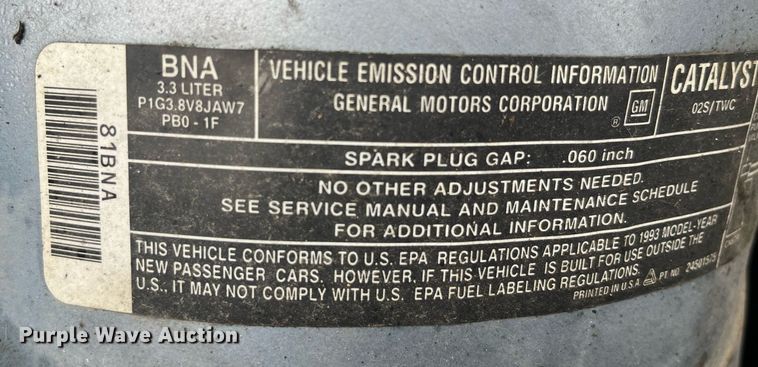 BNA
3.3 LITER
P1G3.8V8JAW7
PB0 - 1F
81BNA
VEHICLE EMISSION CONTROL INFORMATION
GENERAL MOTORS CORPORATION ® GM
CATALYST
02S/TWC
SPARK PLUG GAP: .060 inch
NO OTHER ADJUSTMENTS NEEDED.
SEE SERVICE MANUAL AND MAINTENANCE SCHEDULE
FOR ADDITIONAL INFORMATION.
THIS VEHICLE CONFORMS TO U.S. EPA REGULATIONS APPLICABLE TO 1993 MODEL-YEAR
NEW PASSENGER CARS. HOWEVER, IF THIS VEHICLE IS BUILT FOR USE OUTSIDE THE
U.S., IT MAY NOT COMPLY WITH U.S. EPA FUEL LABELING REGULATIONS.
PRINTED IN U.S.A. PT NO 24501575
Purple Wave Auction